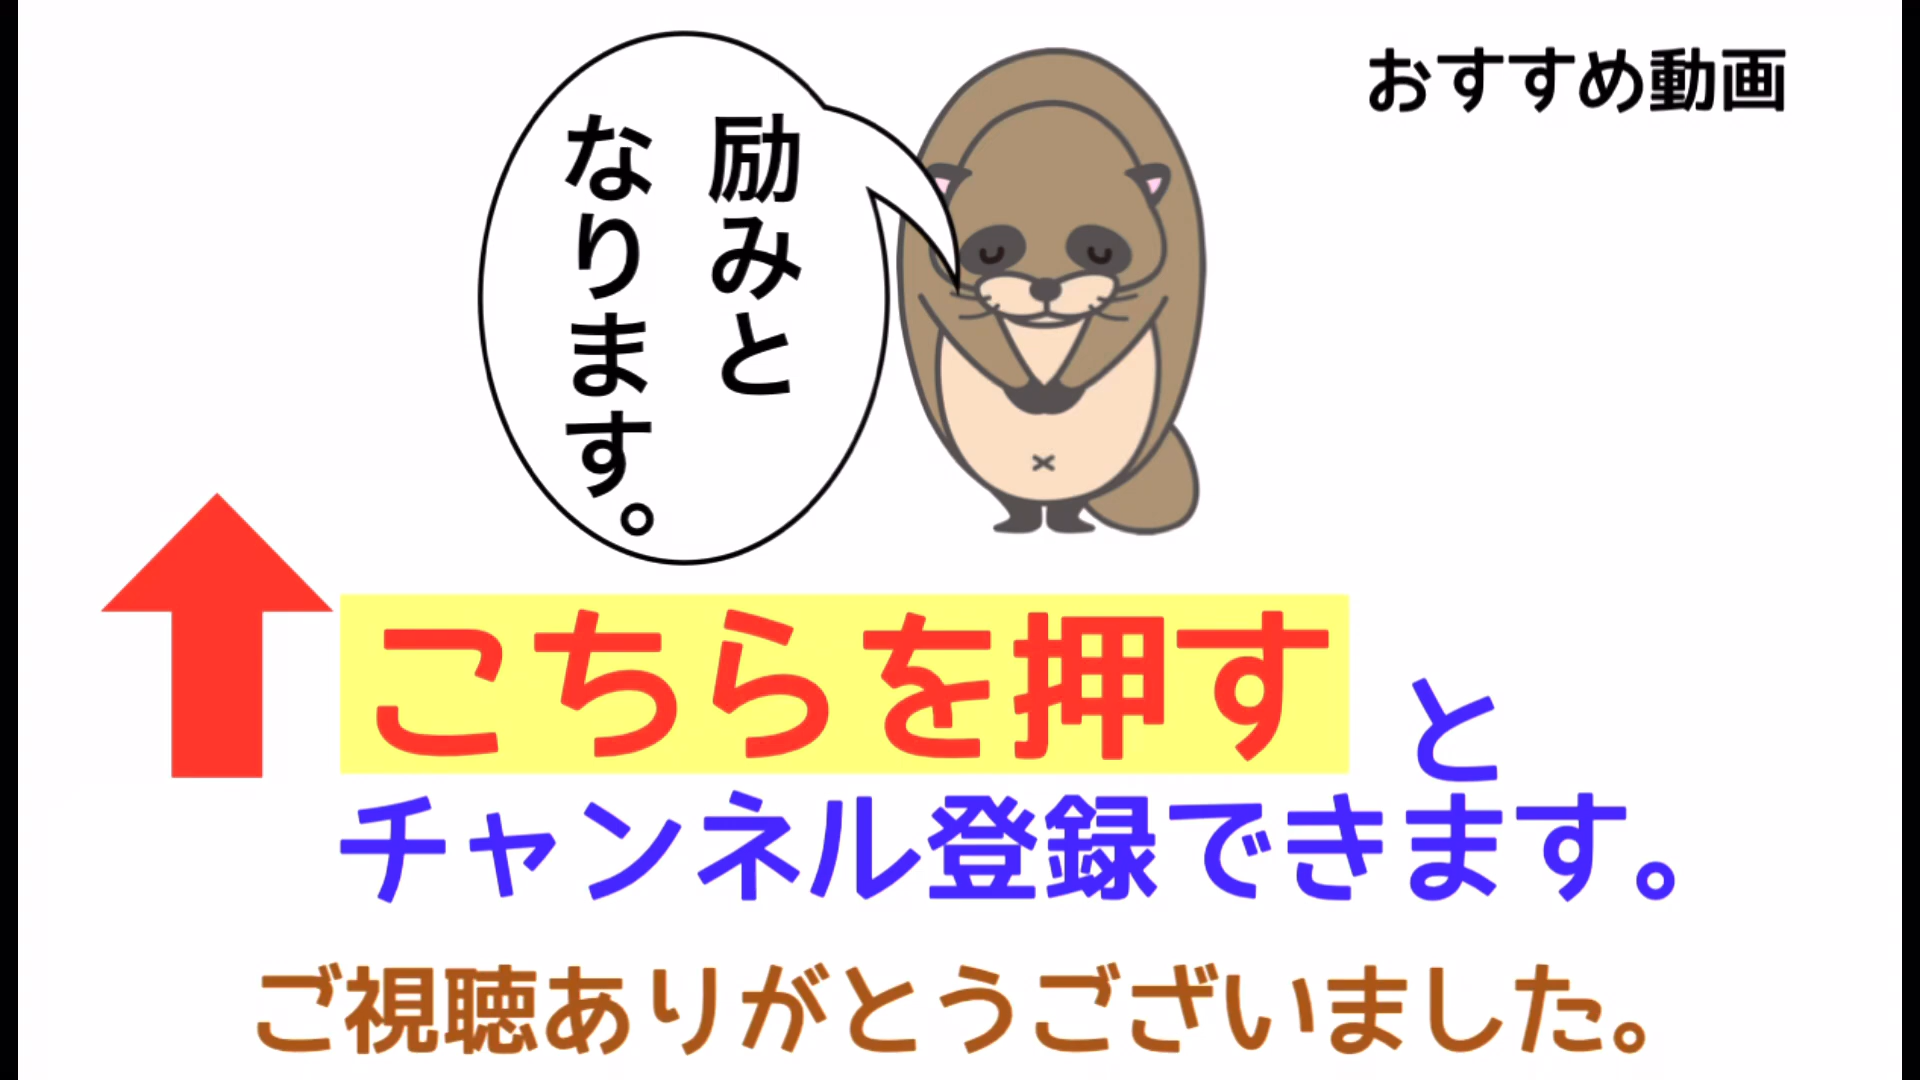 おすすめ動画
励みと
なります。
こちらを押す と
チャンネル登録できます。
ご視聴ありがとうございました。